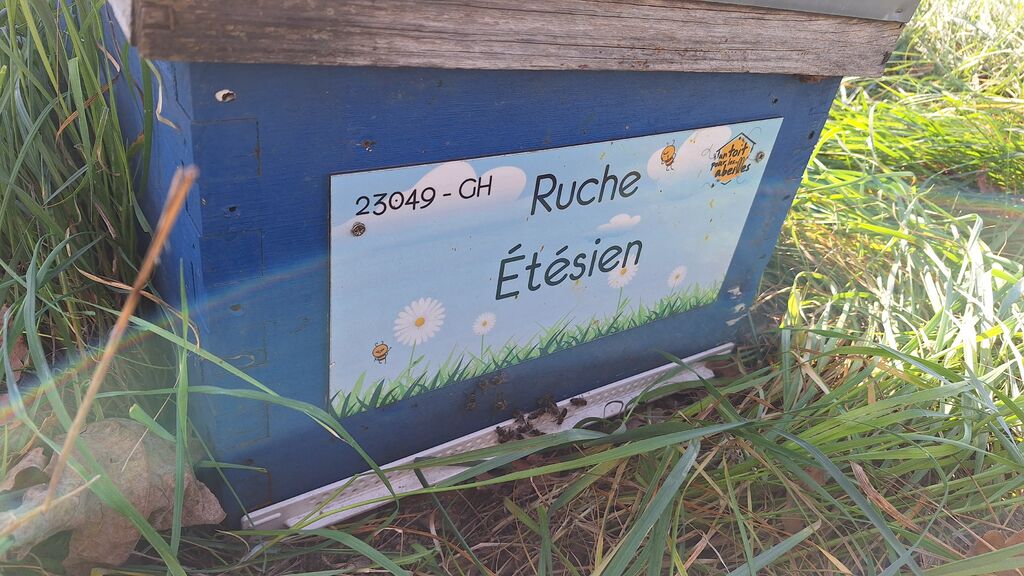 23049 - GH
Ruche
Étésien
un toit
pour les
abeilles